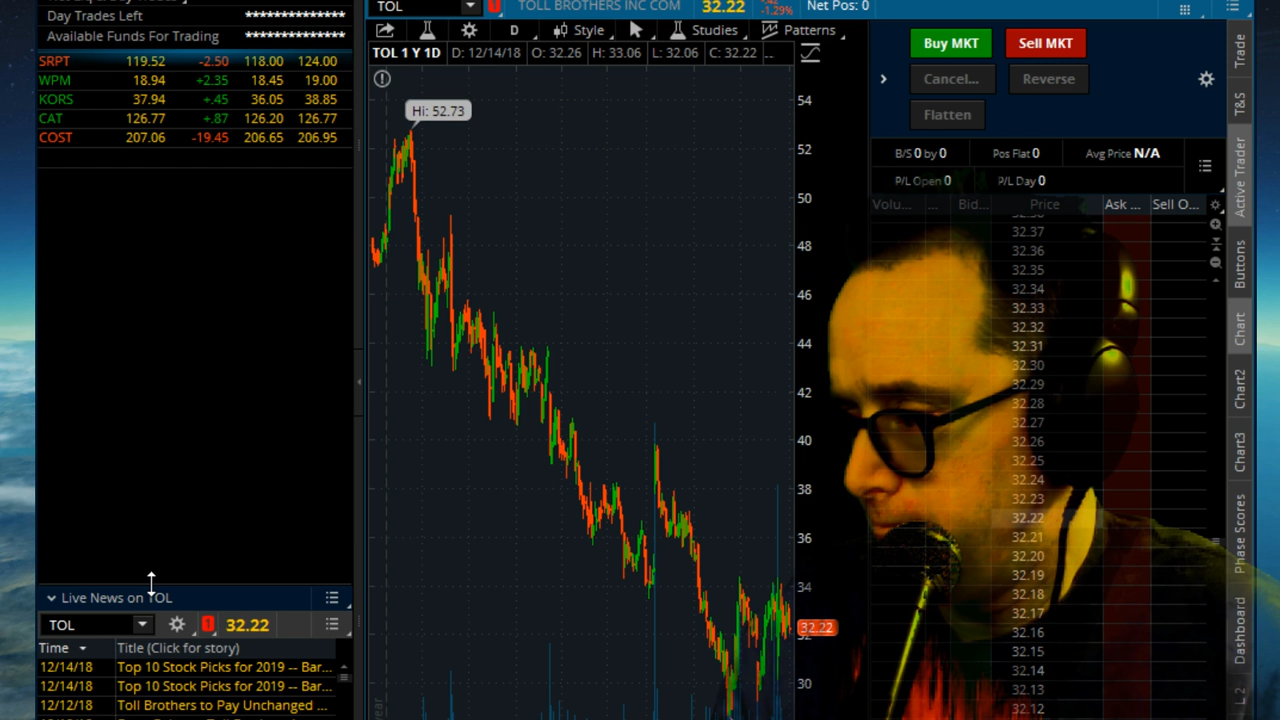 Day Trades Left **************
Available Funds For Trading **************
SRPT 119.52 -2.50 118.00 124.00
WPM 18.94 +2.35 18.45 19.00
KORS 37.94 +.45 36.05 38.85
CAT 126.77 +.87 126.20 126.77
COST 207.06 -19.45 206.65 206.95
Live News on TOL
TOL 1 32.22
Time Title (Click for story)
12/14/18 Top 10 Stock Picks for 2019 -- Bar...
12/14/18 Top 10 Stock Picks for 2019 -- Bar...
12/12/18 Toll Brothers to Pay Unchanged ...
TOL 1 TOLL BROTHERS INC COM 32.22 -1.29% Net Pos: 0
D Style Studies Patterns
TOL 1 Y 1D D: 12/14/18 O: 32.26 H: 33.06 L: 32.06 C: 32.22 ...
Hi: 52.73
54
52
50
48
46
44
42
40
38
36
34
32
32.22
30
Buy MKT Sell MKT
Cancel... Reverse
Flatten
B/S 0 by 0 Pos Flat 0 Avg Price N/A
P/L Open 0 P/L Day 0
Volu... ... Bid... Price Ask ... Sell O...
32.37
32.36
32.35
32.34
32.33
32.32
32.31
32.30
32.29
32.28
32.27
32.26
32.25
32.24
32.23
32.22
32.21
32.20
32.19
32.18
32.17
32.16
32.15
32.14
32.13
32.12
Trade
T&S
Active Trader
Buttons
Chart
Chart2
Chart3
Phase Scores
Dashboard
L 2